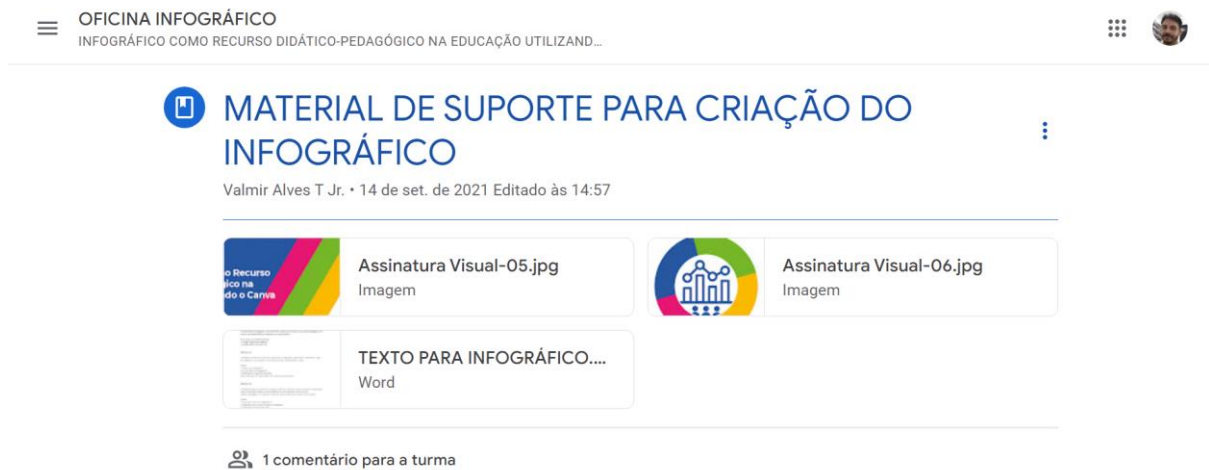 OFICINA INFOGRÁFICO
INFOGRÁFICO COMO RECURSO DIDÁTICO-PEDAGÓGICO NA EDUCAÇÃO UTILIZAND...
MATERIAL DE SUPORTE PARA CRIAÇÃO DO
INFOGRÁFICO
Valmir Alves T Jr. • 14 de set. de 2021 Editado às 14:57
o Recurso
ico na
do o Canva
Assinatura Visual-05.jpg
Imagem
Assinatura Visual-06.jpg
Imagem
TEXTO PARA INFOGRÁFICO....
Word
1 comentário para a turma